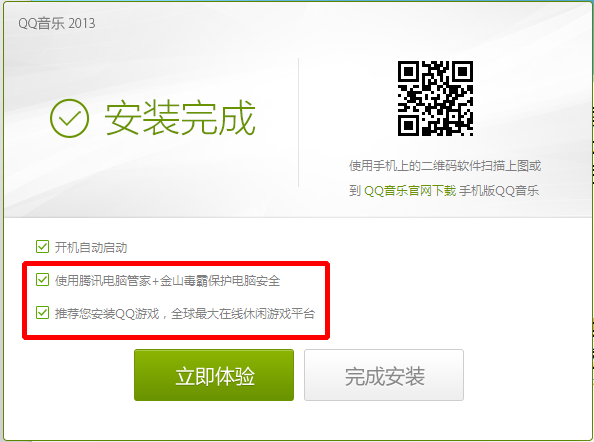 QQ音乐 2013
安装完成
使用手机上的二维码软件扫描上图或
到 QQ音乐官网下载 手机版QQ音乐
开机自动启动
使用腾讯电脑管家+金山毒霸保护电脑安全
推荐您安装QQ游戏，全球最大在线休闲游戏平台
立即体验
完成安装